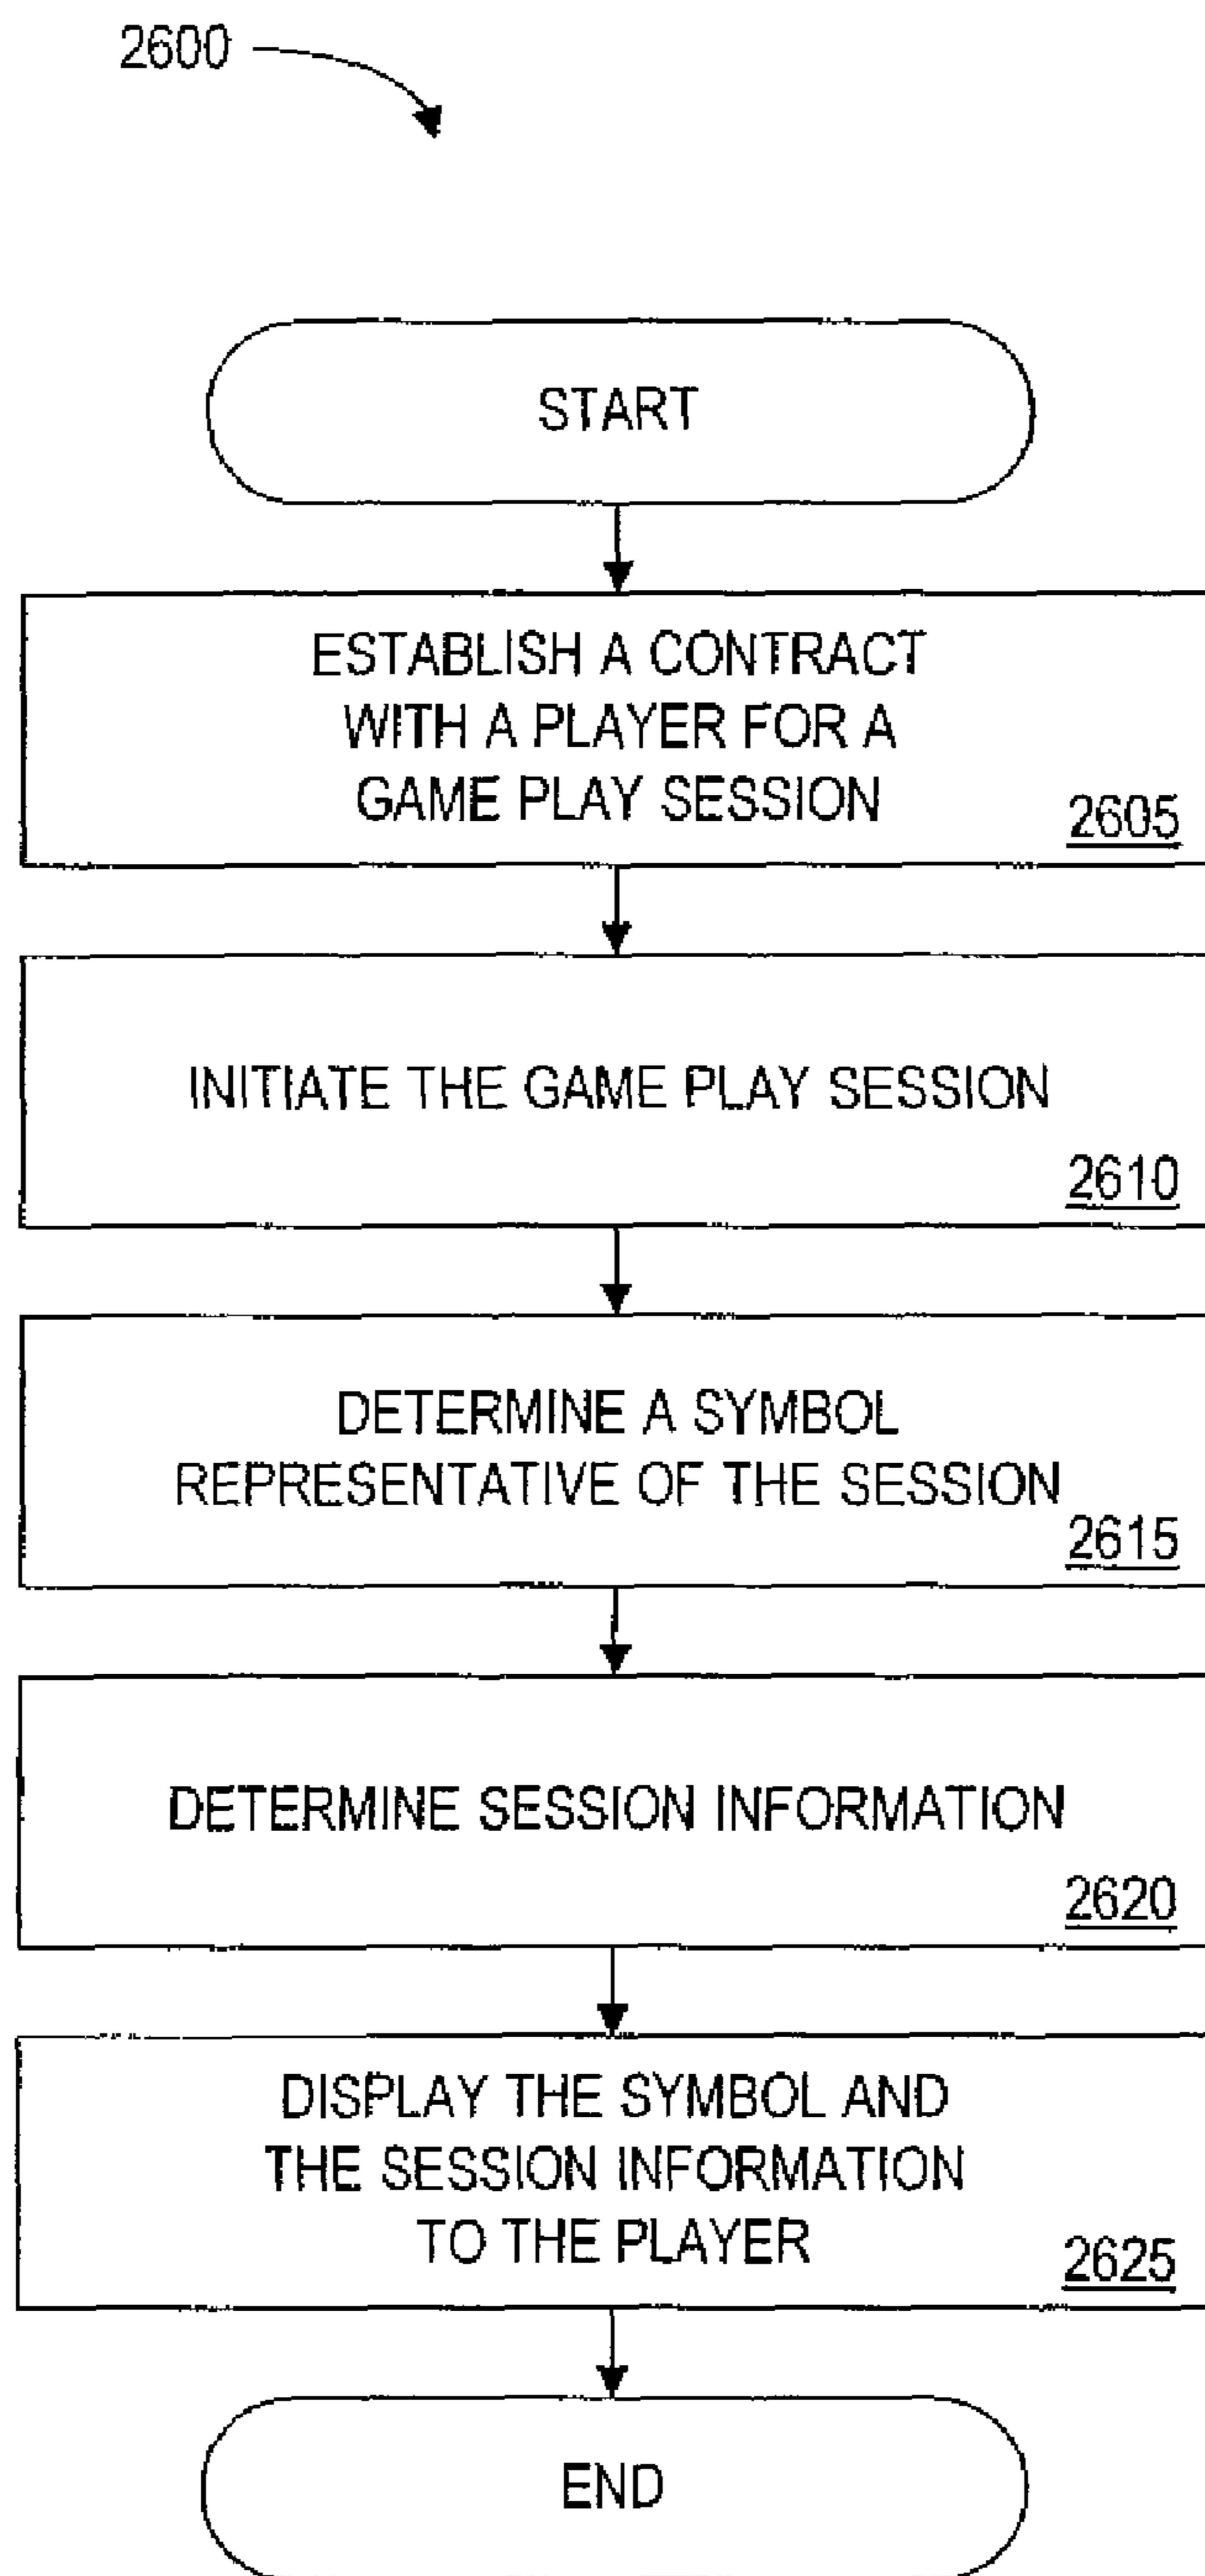 2600
START
ESTABLISH A CONTRACT
WITH A PLAYER FOR A
GAME PLAY SESSION
2605
INITIATE THE GAME PLAY SESSION
2610
DETERMINE A SYMBOL
REPRESENTATIVE OF THE SESSION
2615
DETERMINE SESSION INFORMATION
2620
DISPLAY THE SYMBOL AND
THE SESSION INFORMATION
TO THE PLAYER
2625
END